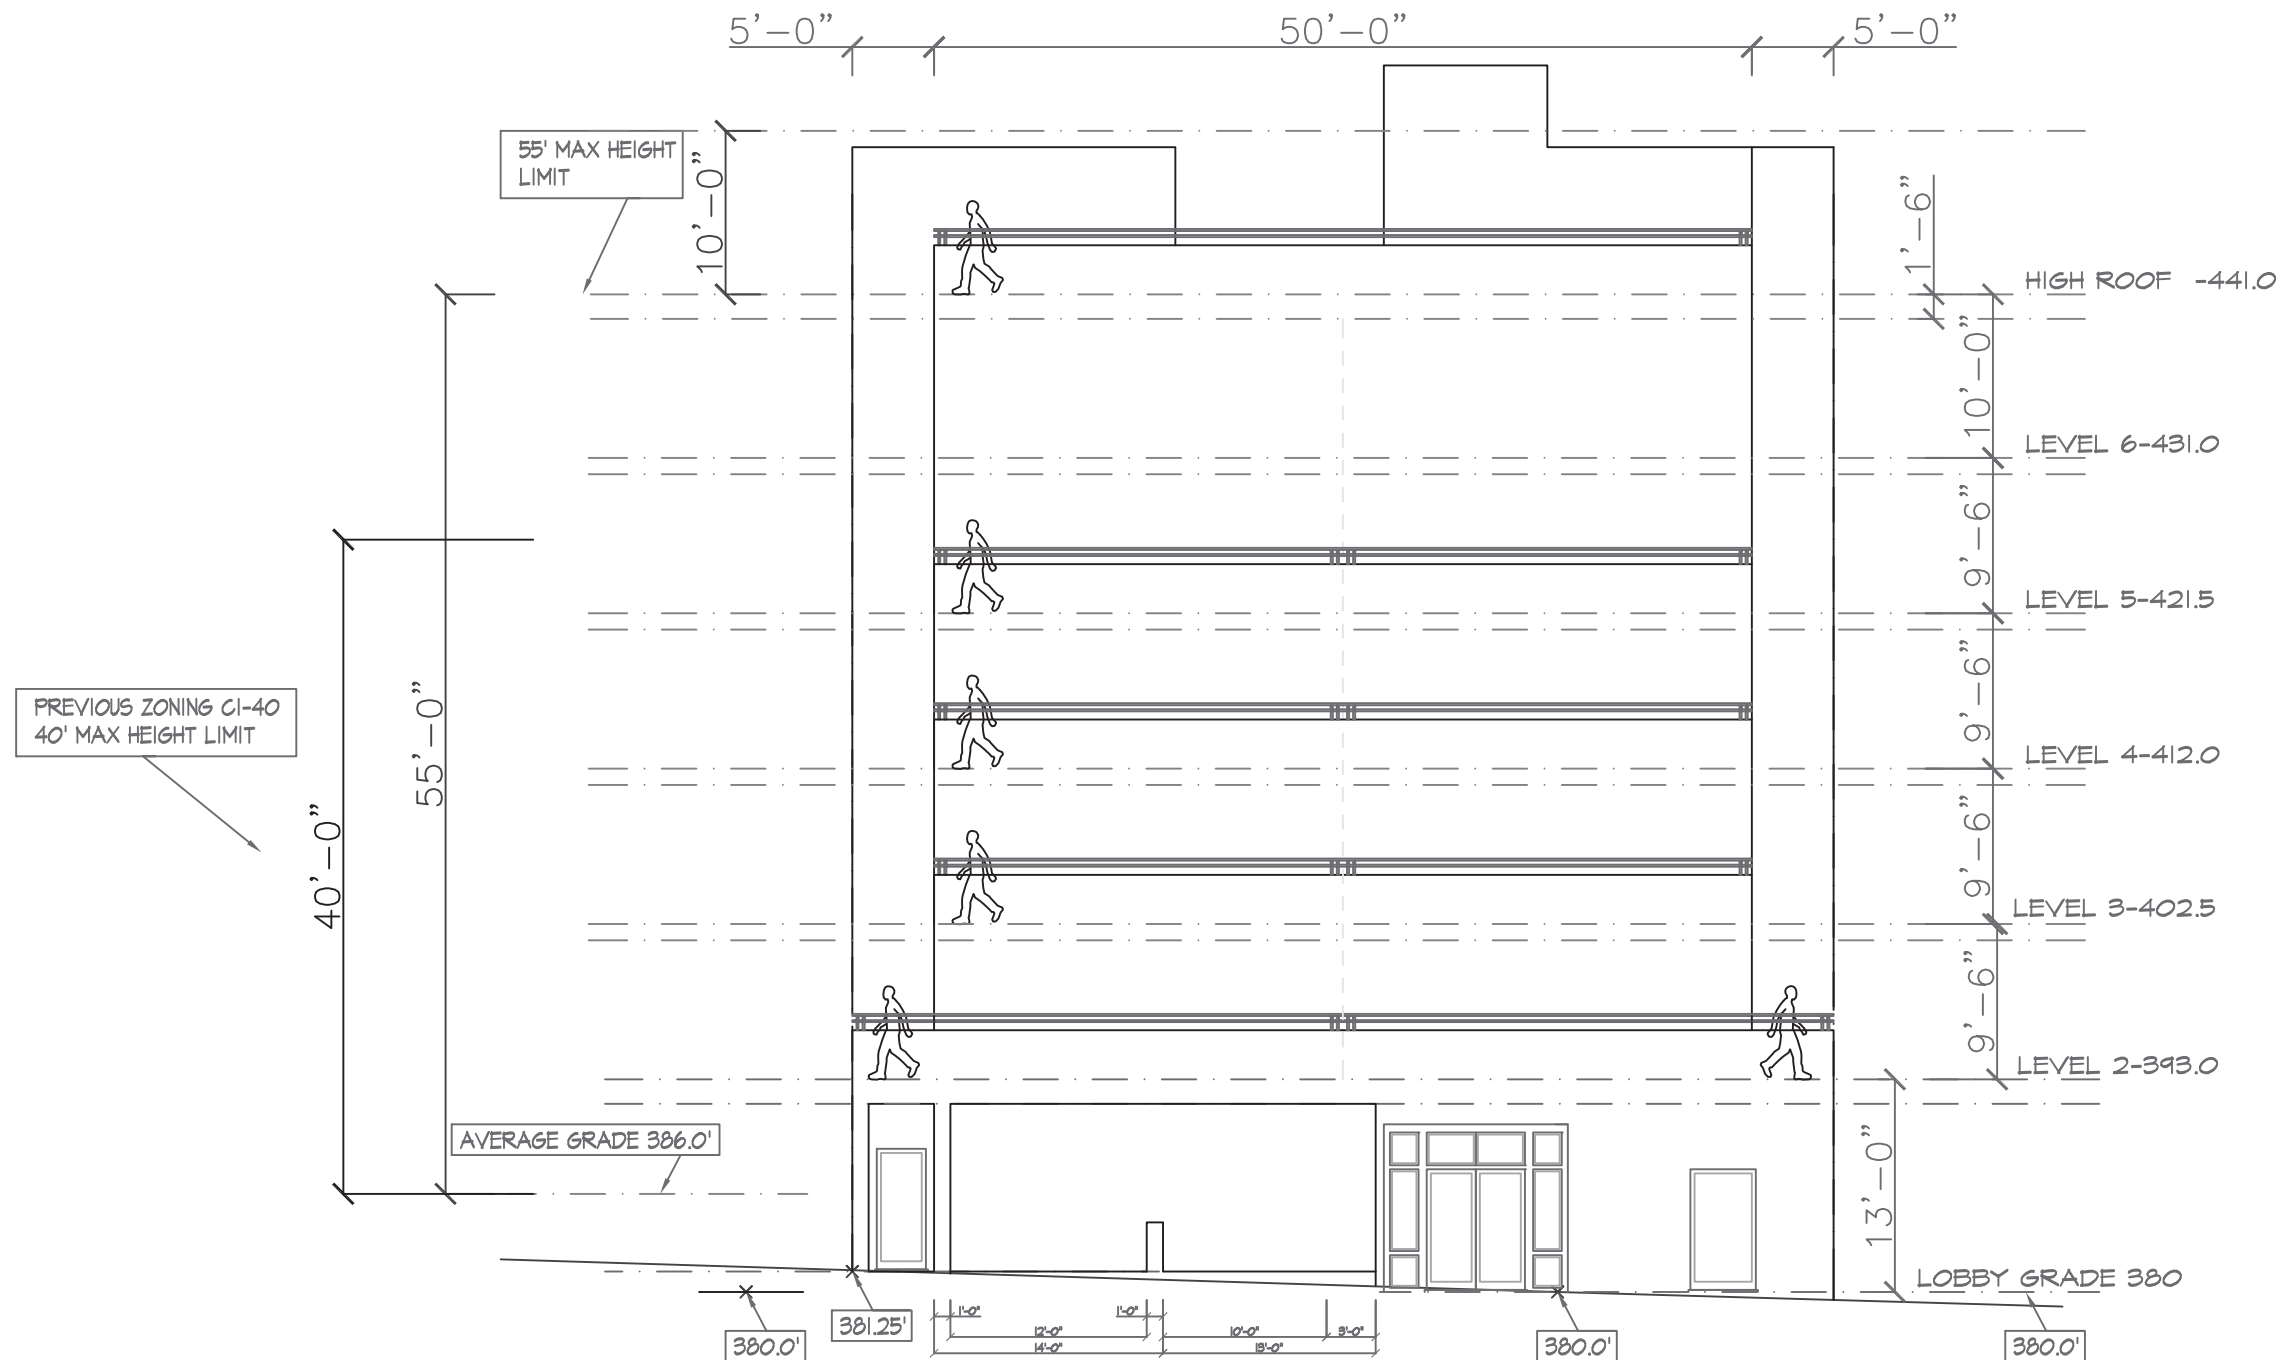 5'-0" 50'-0" 5'-0"
55' MAX HEIGHT
LIMIT
10'-0"
1'-6"
HIGH ROOF -441.0
10'-0"
LEVEL 6-431.0
9'-6"
LEVEL 5-421.5
9'-6"
LEVEL 4-412.0
9'-6"
LEVEL 3-402.5
9'-6"
LEVEL 2-393.0
13'-0"
LOBBY GRADE 380
PREVIOUS ZONING C1-40
40' MAX HEIGHT LIMIT
40'-0"
55'-0"
AVERAGE GRADE 386.0'
380.0'
381.25'
1'-0" 1'-0"
12'-0" 10'-0" 3'-0"
14'-0" 13'-0"
380.0'
380.0'